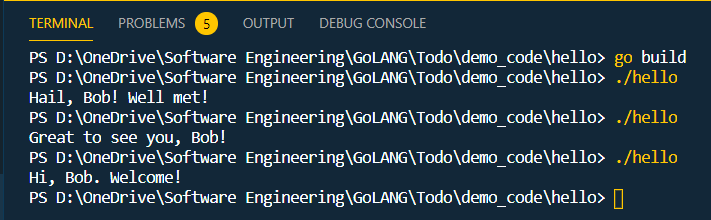 TERMINAL PROBLEMS 5 OUTPUT DEBUG CONSOLE
PS D:\OneDrive\Software Engineering\GoLANG\Todo\demo_code\hello> go build
PS D:\OneDrive\Software Engineering\GoLANG\Todo\demo_code\hello> ./hello
Hail, Bob! Well met!
PS D:\OneDrive\Software Engineering\GoLANG\Todo\demo_code\hello> ./hello
Great to see you, Bob!
PS D:\OneDrive\Software Engineering\GoLANG\Todo\demo_code\hello> ./hello
Hi, Bob. Welcome!
PS D:\OneDrive\Software Engineering\GoLANG\Todo\demo_code\hello>